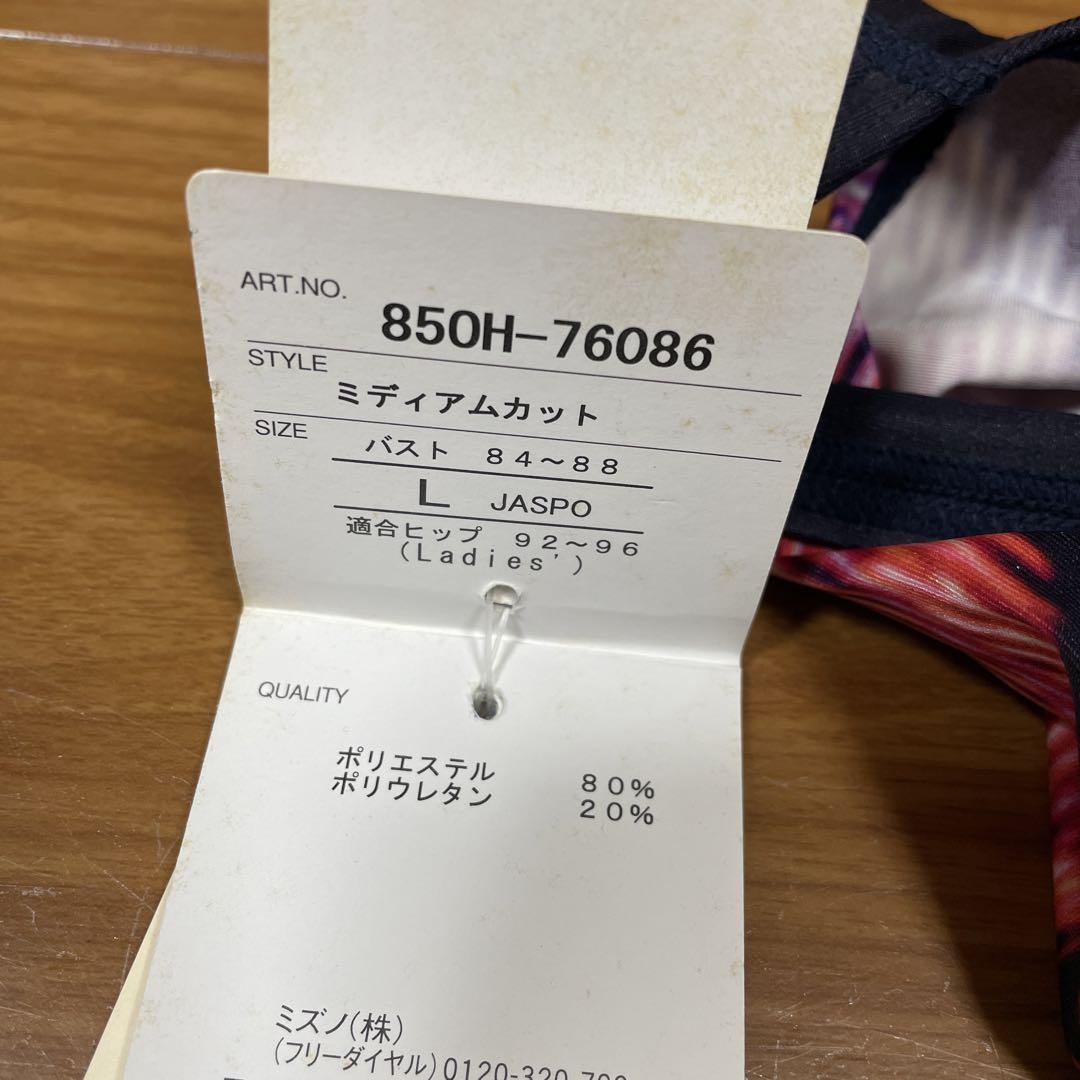 ART.NO.
850H-76086
STYLE
ミディアムカット
SIZE
バスト 84〜88
L JASPO
適合ヒップ 92〜96
(Ladies')
QUALITY
ポリエステル 80%
ポリウレタン 20%
ミズノ(株)
(フリーダイヤル)0120-320-